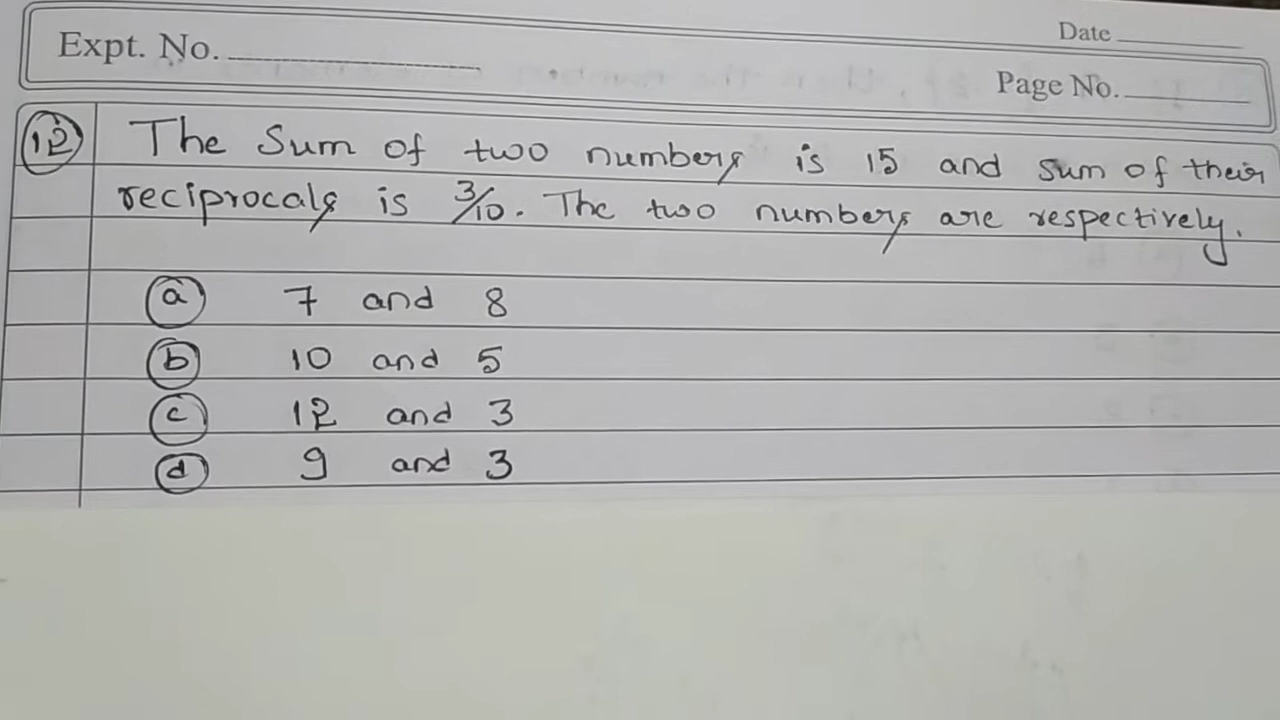 Expt. No.
Date
Page No.
12 The Sum of two numbers is 15 and sum of their
reciprocals is 3/10. The two numbers are respectively.
a 7 and 8
b 10 and 5
c 12 and 3
d 9 and 3